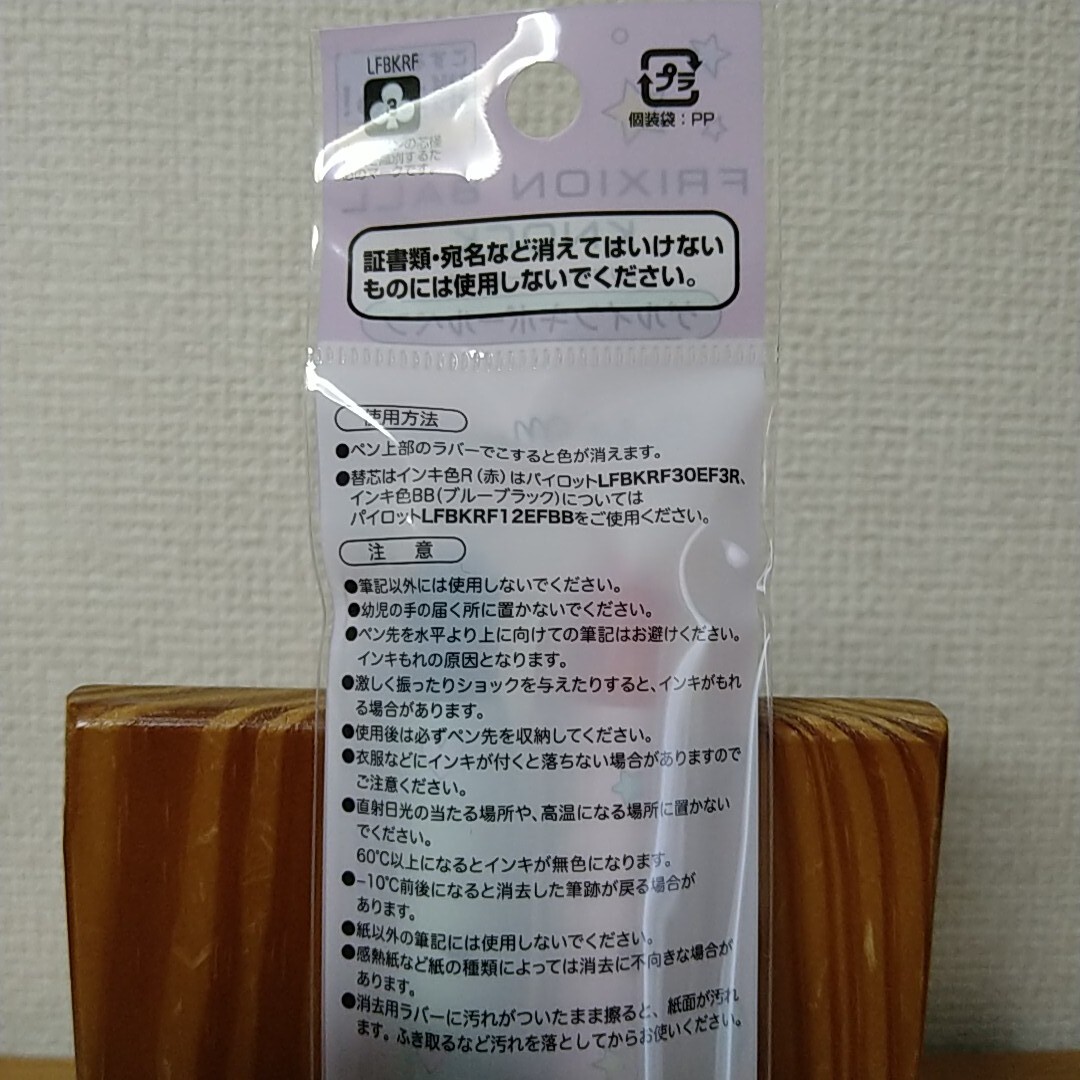 LFBKRF
3
の芯様
プラ
個装袋：PP
FRIXION BALL
証書類・宛名など消えてはいけない
ものには使用しないでください。
ゲルインキボールペン
使用方法
●ペン上部のラバーでこすると色が消えます。
●替芯はインキ色R（赤）はパイロットLFBKRF30EF3R、
インキ色BB（ブルーブラック）については
パイロットLFBKRF12EFBBをご使用ください。
注 意
●筆記以外には使用しないでください。
●幼児の手の届く所に置かないでください。
●ペン先を水平より上に向けての筆記はお避けください。
インキもれの原因となります。
●激しく振ったりショックを与えたりすると、インキがもれ
る場合があります。
●使用後は必ずペン先を収納してください。
●衣服などにインキが付くと落ちない場合がありますので
ご注意ください。
●直射日光の当たる場所や、高温になる場所に置かない
でください。
60℃以上になるとインキが無色になります。
●−10℃前後になると消去した筆跡が戻る場合が
あります。
●紙以外の筆記には使用しないでください。
●感熱紙など紙の種類によっては消去に不向きな場合が
あります。
●消去用ラバーに汚れがついたまま擦ると、紙面が汚れ
ます。ふき取るなど汚れを落としてからお使いください。